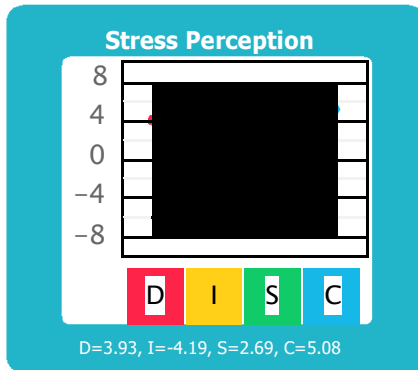 Stress Perception
8
4
0
−4
−8
D I S C
D=3.93, I=-4.19, S=2.69, C=5.08